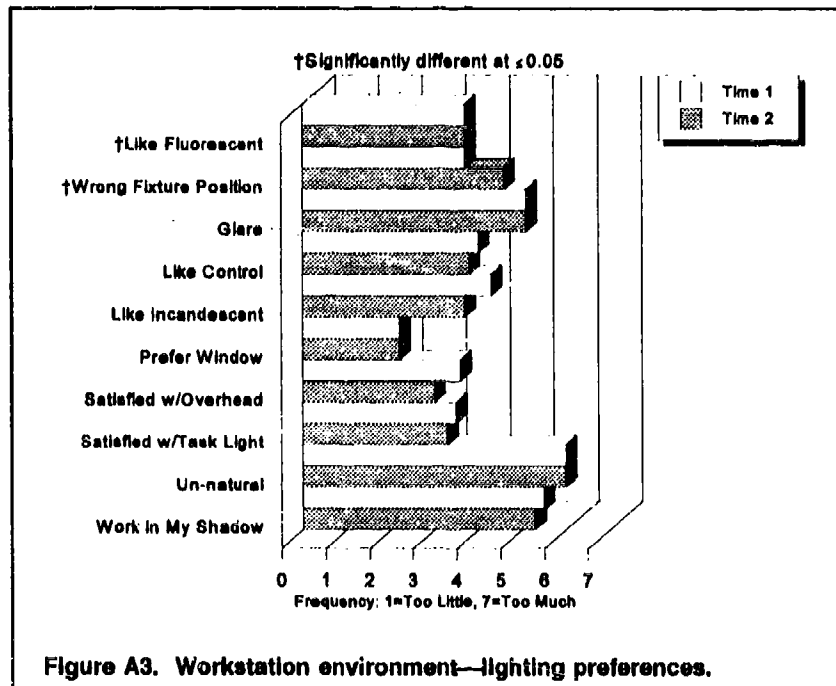 †Significantly different at ≤0.05
Time 1
Time 2
†Like Fluorescent
†Wrong Fixture Position
Glare
Like Control
Like Incandescent
Prefer Window
Satisfied w/Overhead
Satisfied w/Task Light
Un-natural
Work in My Shadow
0 1 2 3 4 5 6 7
Frequency: 1=Too Little, 7=Too Much
Figure A3. Workstation environment—lighting preferences.